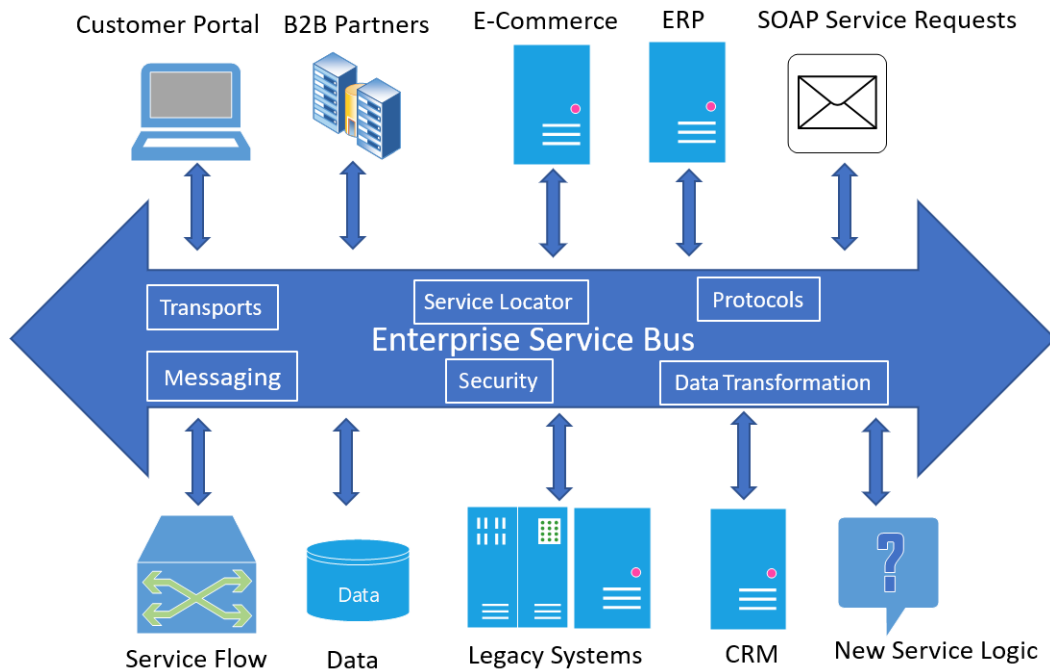 Customer Portal
B2B Partners
E-Commerce
ERP
SOAP Service Requests
Transports
Service Locator
Protocols
Enterprise Service Bus
Messaging
Security
Data Transformation
Data
?
Service Flow
Data
Legacy Systems
CRM
New Service Logic